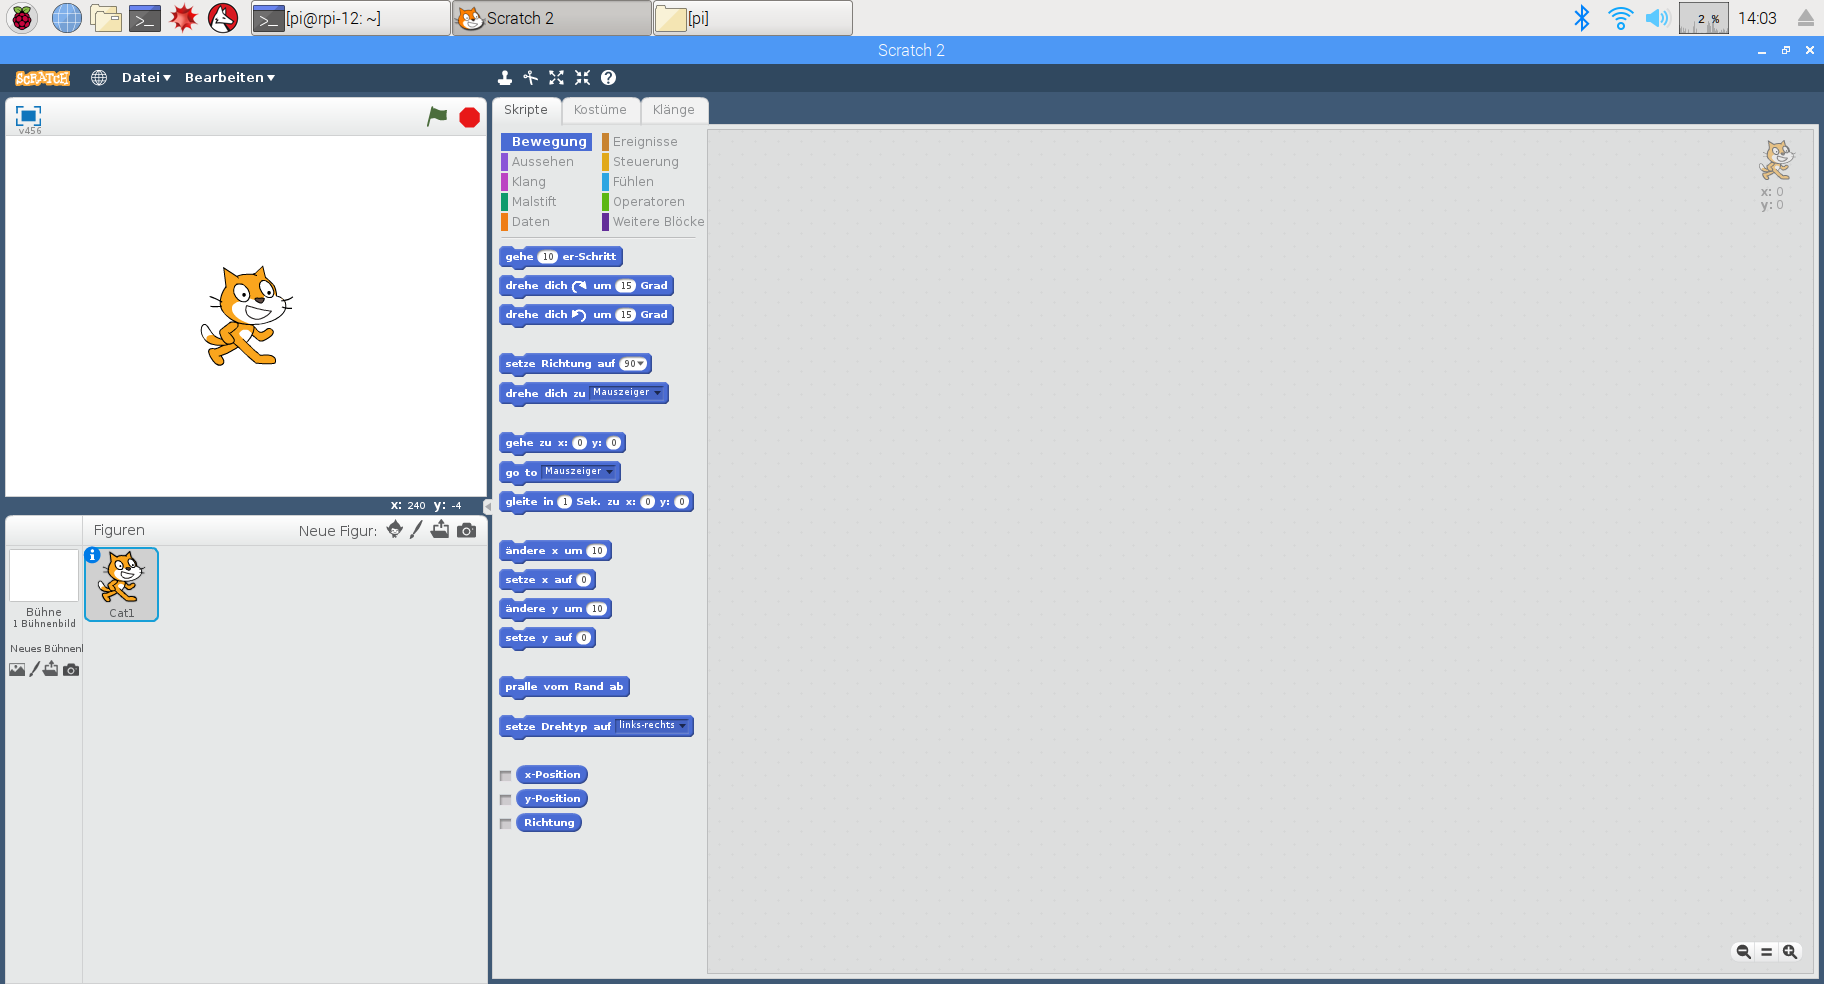 [pi@rpi-12: ~]
Scratch 2
[pi]
2 %
14:03
Scratch 2
SCRATCH
Datei
Bearbeiten
v456
Skripte
Kostüme
Klänge
Bewegung
Ereignisse
Aussehen
Steuerung
Klang
Fühlen
Malstift
Operatoren
Daten
Weitere Blöcke
gehe 10 er-Schritt
drehe dich um 15 Grad
drehe dich um 15 Grad
setze Richtung auf 90
drehe dich zu Mauszeiger
gehe zu x: 0 y: 0
go to Mauszeiger
gleite in 1 Sek. zu x: 0 y: 0
ändere x um 10
setze x auf 0
ändere y um 10
setze y auf 0
pralle vom Rand ab
setze Drehtyp auf links-rechts
x-Position
y-Position
Richtung
x: 0
y: 0
x: 240 y: -4
Figuren
Neue Figur:
Bühne
1 Bühnenbild
Neues Bühnenl
Cat1